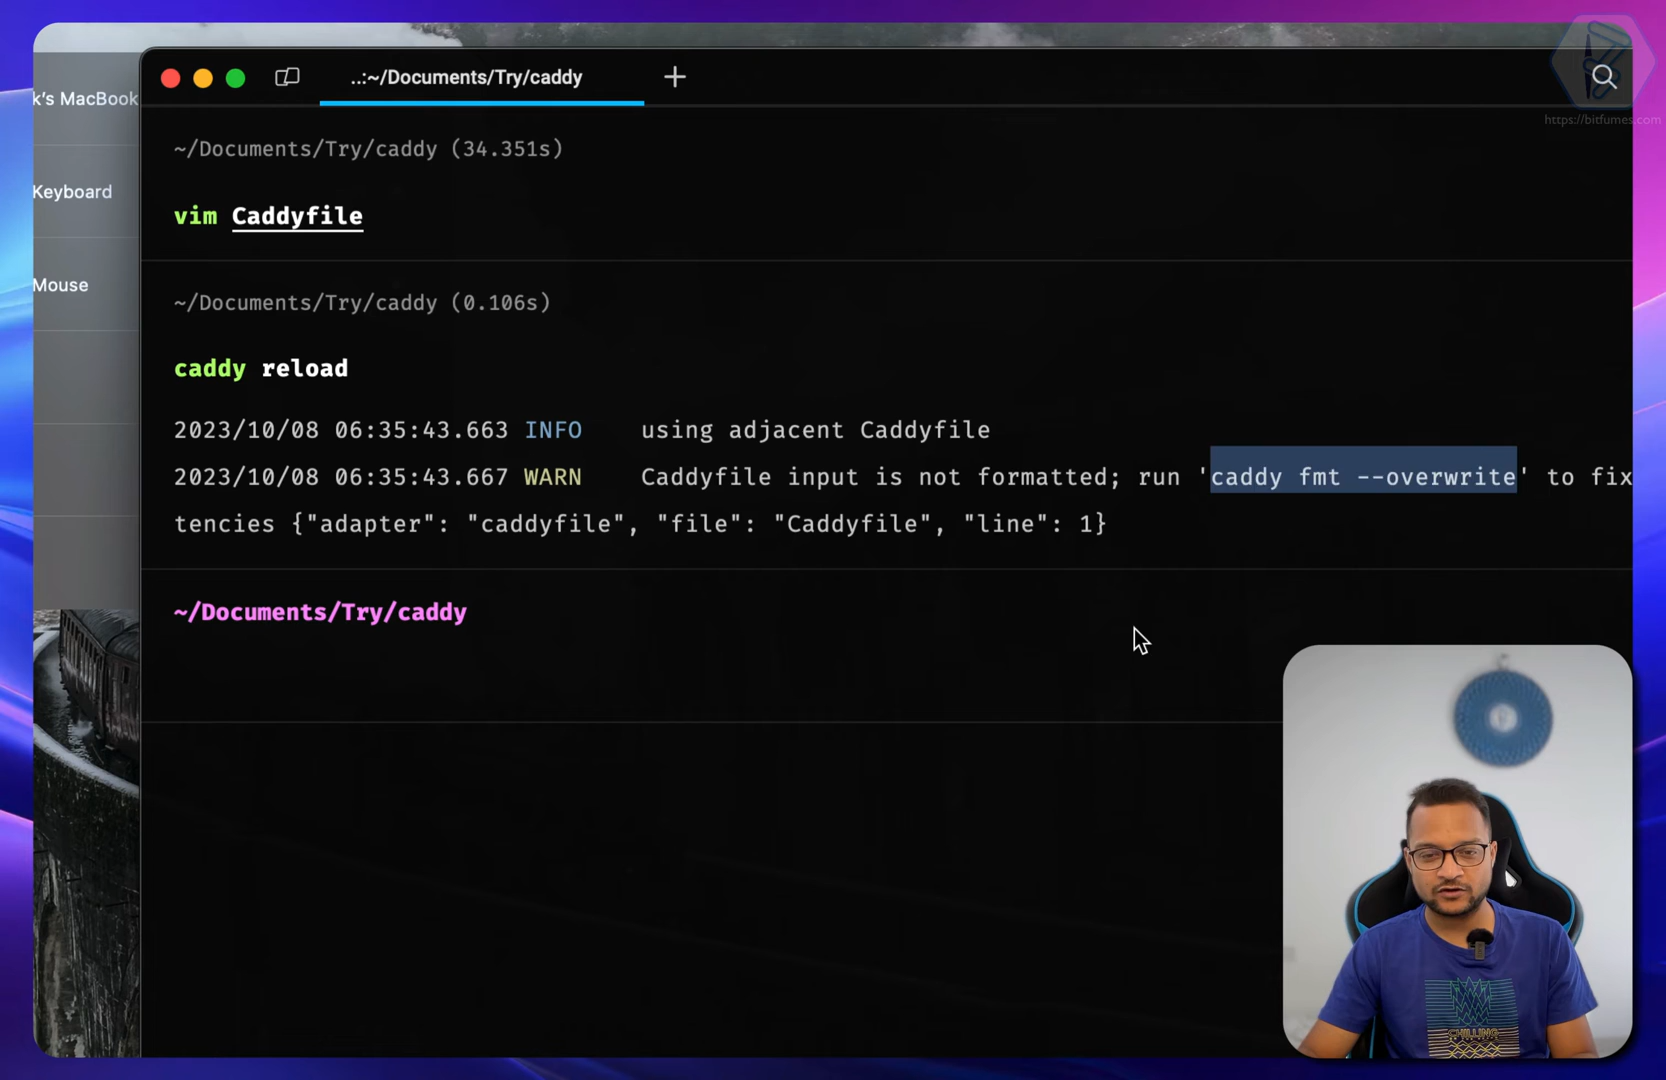 k's MacBook
Keyboard
Mouse
..:~/Documents/Try/caddy
https://bitfumes.com
~/Documents/Try/caddy (34.351s)
vim Caddyfile
~/Documents/Try/caddy (0.106s)
caddy reload
2023/10/08 06:35:43.663 INFO using adjacent Caddyfile
2023/10/08 06:35:43.667 WARN Caddyfile input is not formatted; run 'caddy fmt --overwrite' to fix
tencies {"adapter": "caddyfile", "file": "Caddyfile", "line": 1}
~/Documents/Try/caddy
CHILLING